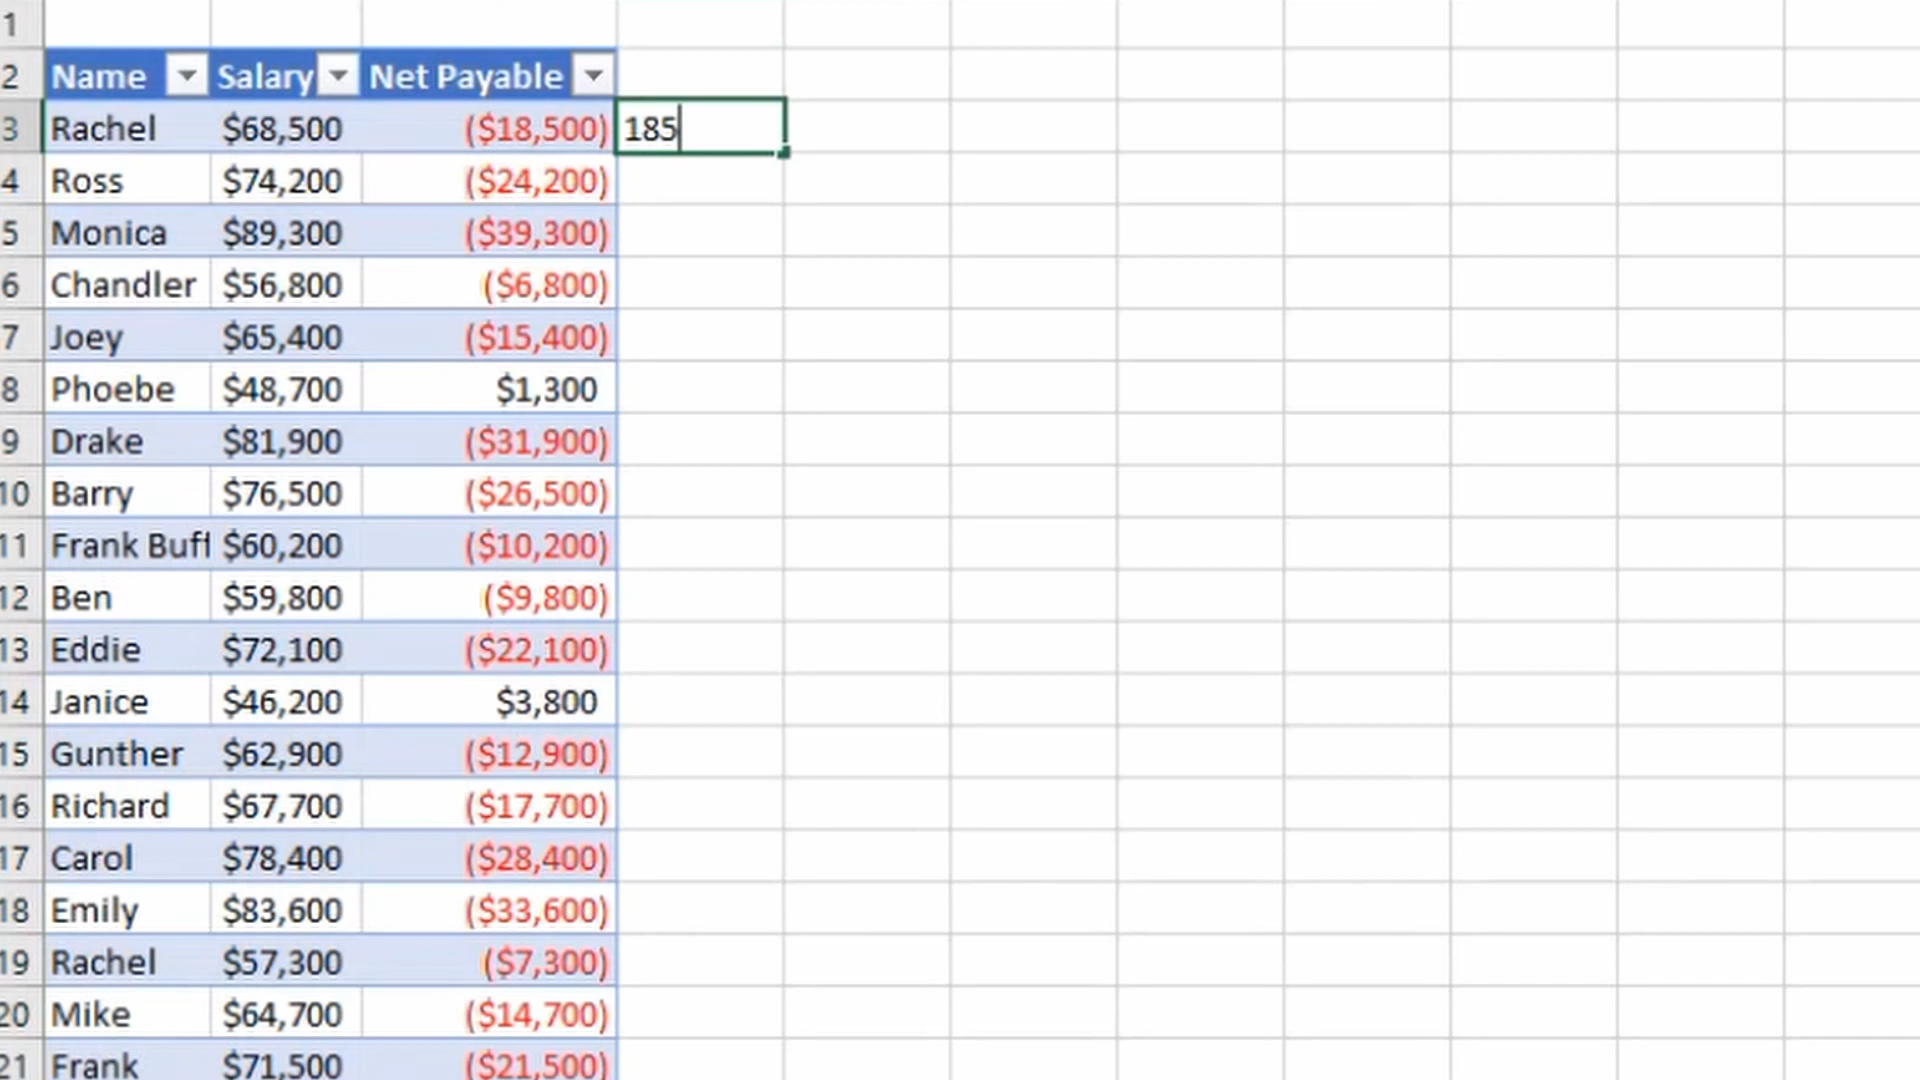 1
2 Name Salary Net Payable
3 Rachel $68,500 ($18,500) 185
4 Ross $74,200 ($24,200)
5 Monica $89,300 ($39,300)
6 Chandler $56,800 ($6,800)
7 Joey $65,400 ($15,400)
8 Phoebe $48,700 $1,300
9 Drake $81,900 ($31,900)
10 Barry $76,500 ($26,500)
11 Frank Buff $60,200 ($10,200)
12 Ben $59,800 ($9,800)
13 Eddie $72,100 ($22,100)
14 Janice $46,200 $3,800
15 Gunther $62,900 ($12,900)
16 Richard $67,700 ($17,700)
17 Carol $78,400 ($28,400)
18 Emily $83,600 ($33,600)
19 Rachel $57,300 ($7,300)
20 Mike $64,700 ($14,700)
21 Frank $71,500 ($21,500)